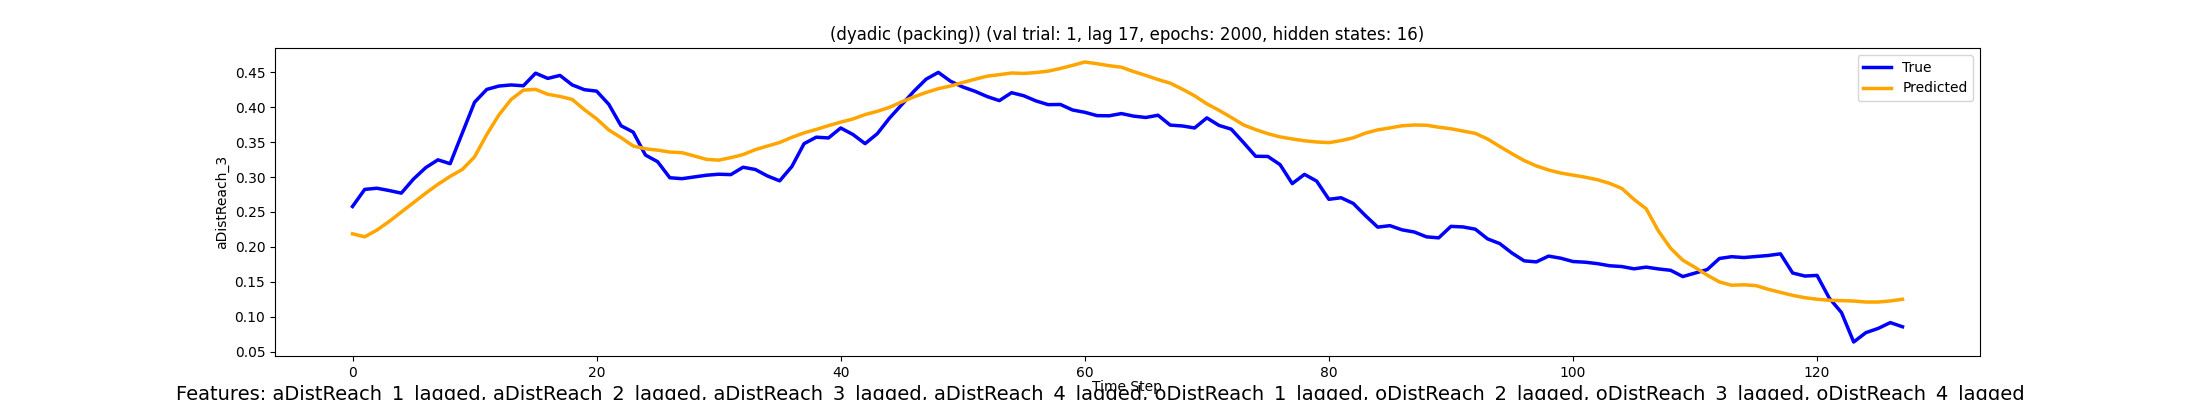 (dyadic (packing)) (val trial: 1, lag 17, epochs: 2000, hidden states: 16)
True
Predicted
aDistReach_3
0.45
0.40
0.35
0.30
0.25
0.20
0.15
0.10
0.05
0 20 40 60 80 100 120
Time Step
Features: aDistReach_1_lagged, aDistReach_2_lagged, aDistReach_3_lagged, aDistReach_4_lagged, oDistReach_1_lagged, oDistReach_2_lagged, oDistReach_3_lagged, oDistReach_4_lagged